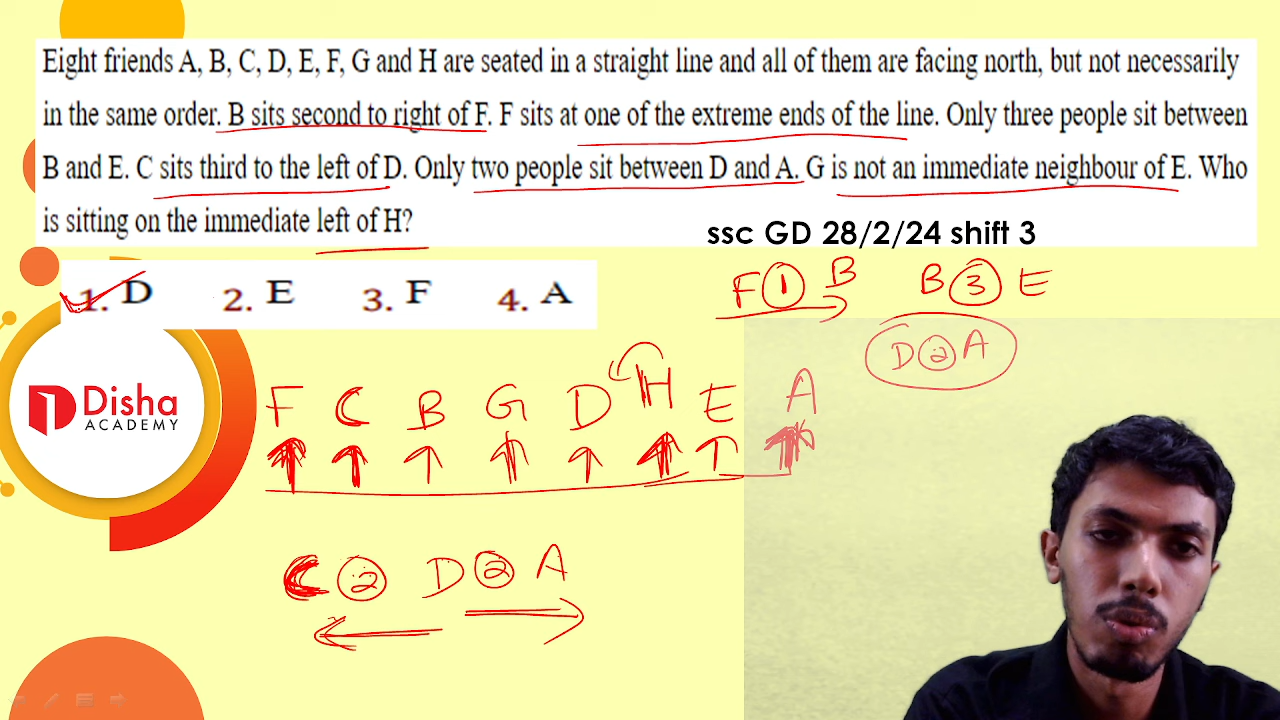 Eight friends A, B, C, D, E, F, G and H are seated in a straight line and all of them are facing north, but not necessarily
in the same order. B sits second to right of F. F sits at one of the extreme ends of the line. Only three people sit between
B and E. C sits third to the left of D. Only two people sit between D and A. G is not an immediate neighbour of E. Who
is sitting on the immediate left of H?
ssc GD 28/2/24 shift 3
1. D 2. E 3. F 4. A
F 1 B B 3 E
D 2 A
Disha
ACADEMY
F C B G D H E A
C 2 D 2 A